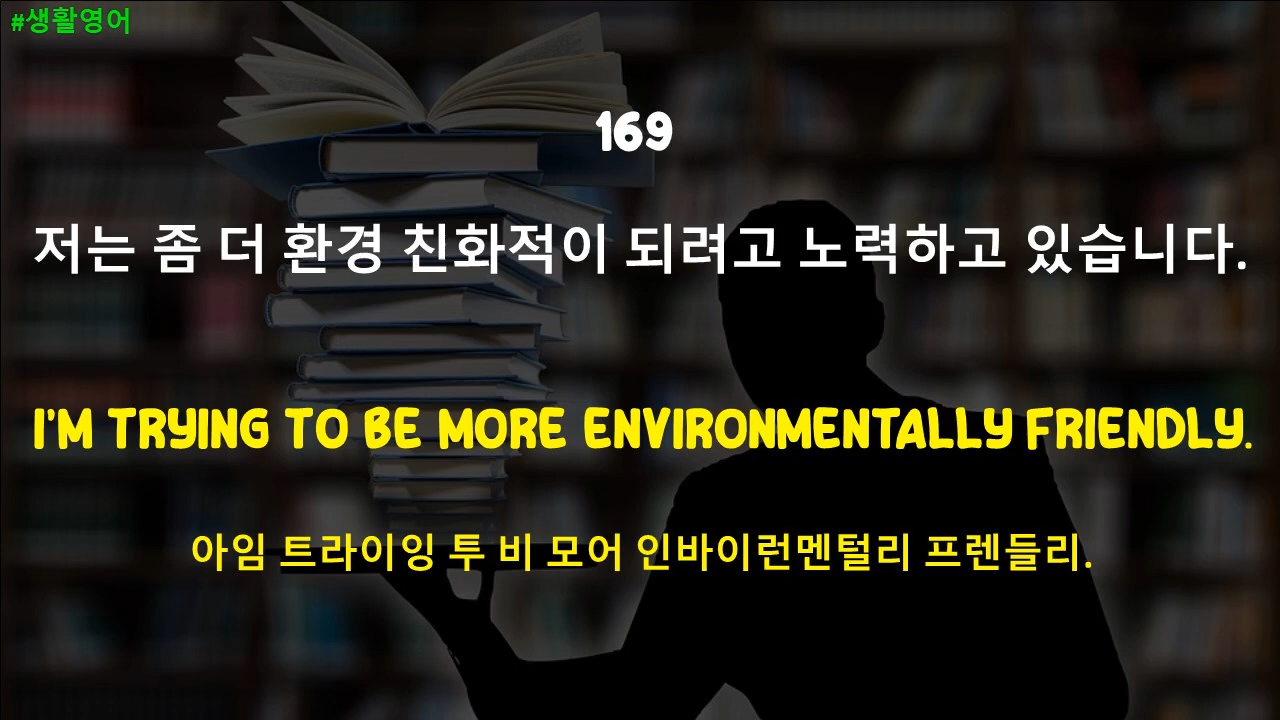 #생활영어
169
저는 좀 더 환경 친화적이 되려고 노력하고 있습니다.
I'M TRYING TO BE MORE ENVIRONMENTALLY FRIENDLY.
아임 트라이잉 투 비 모어 인바이런멘털리 프렌들리.